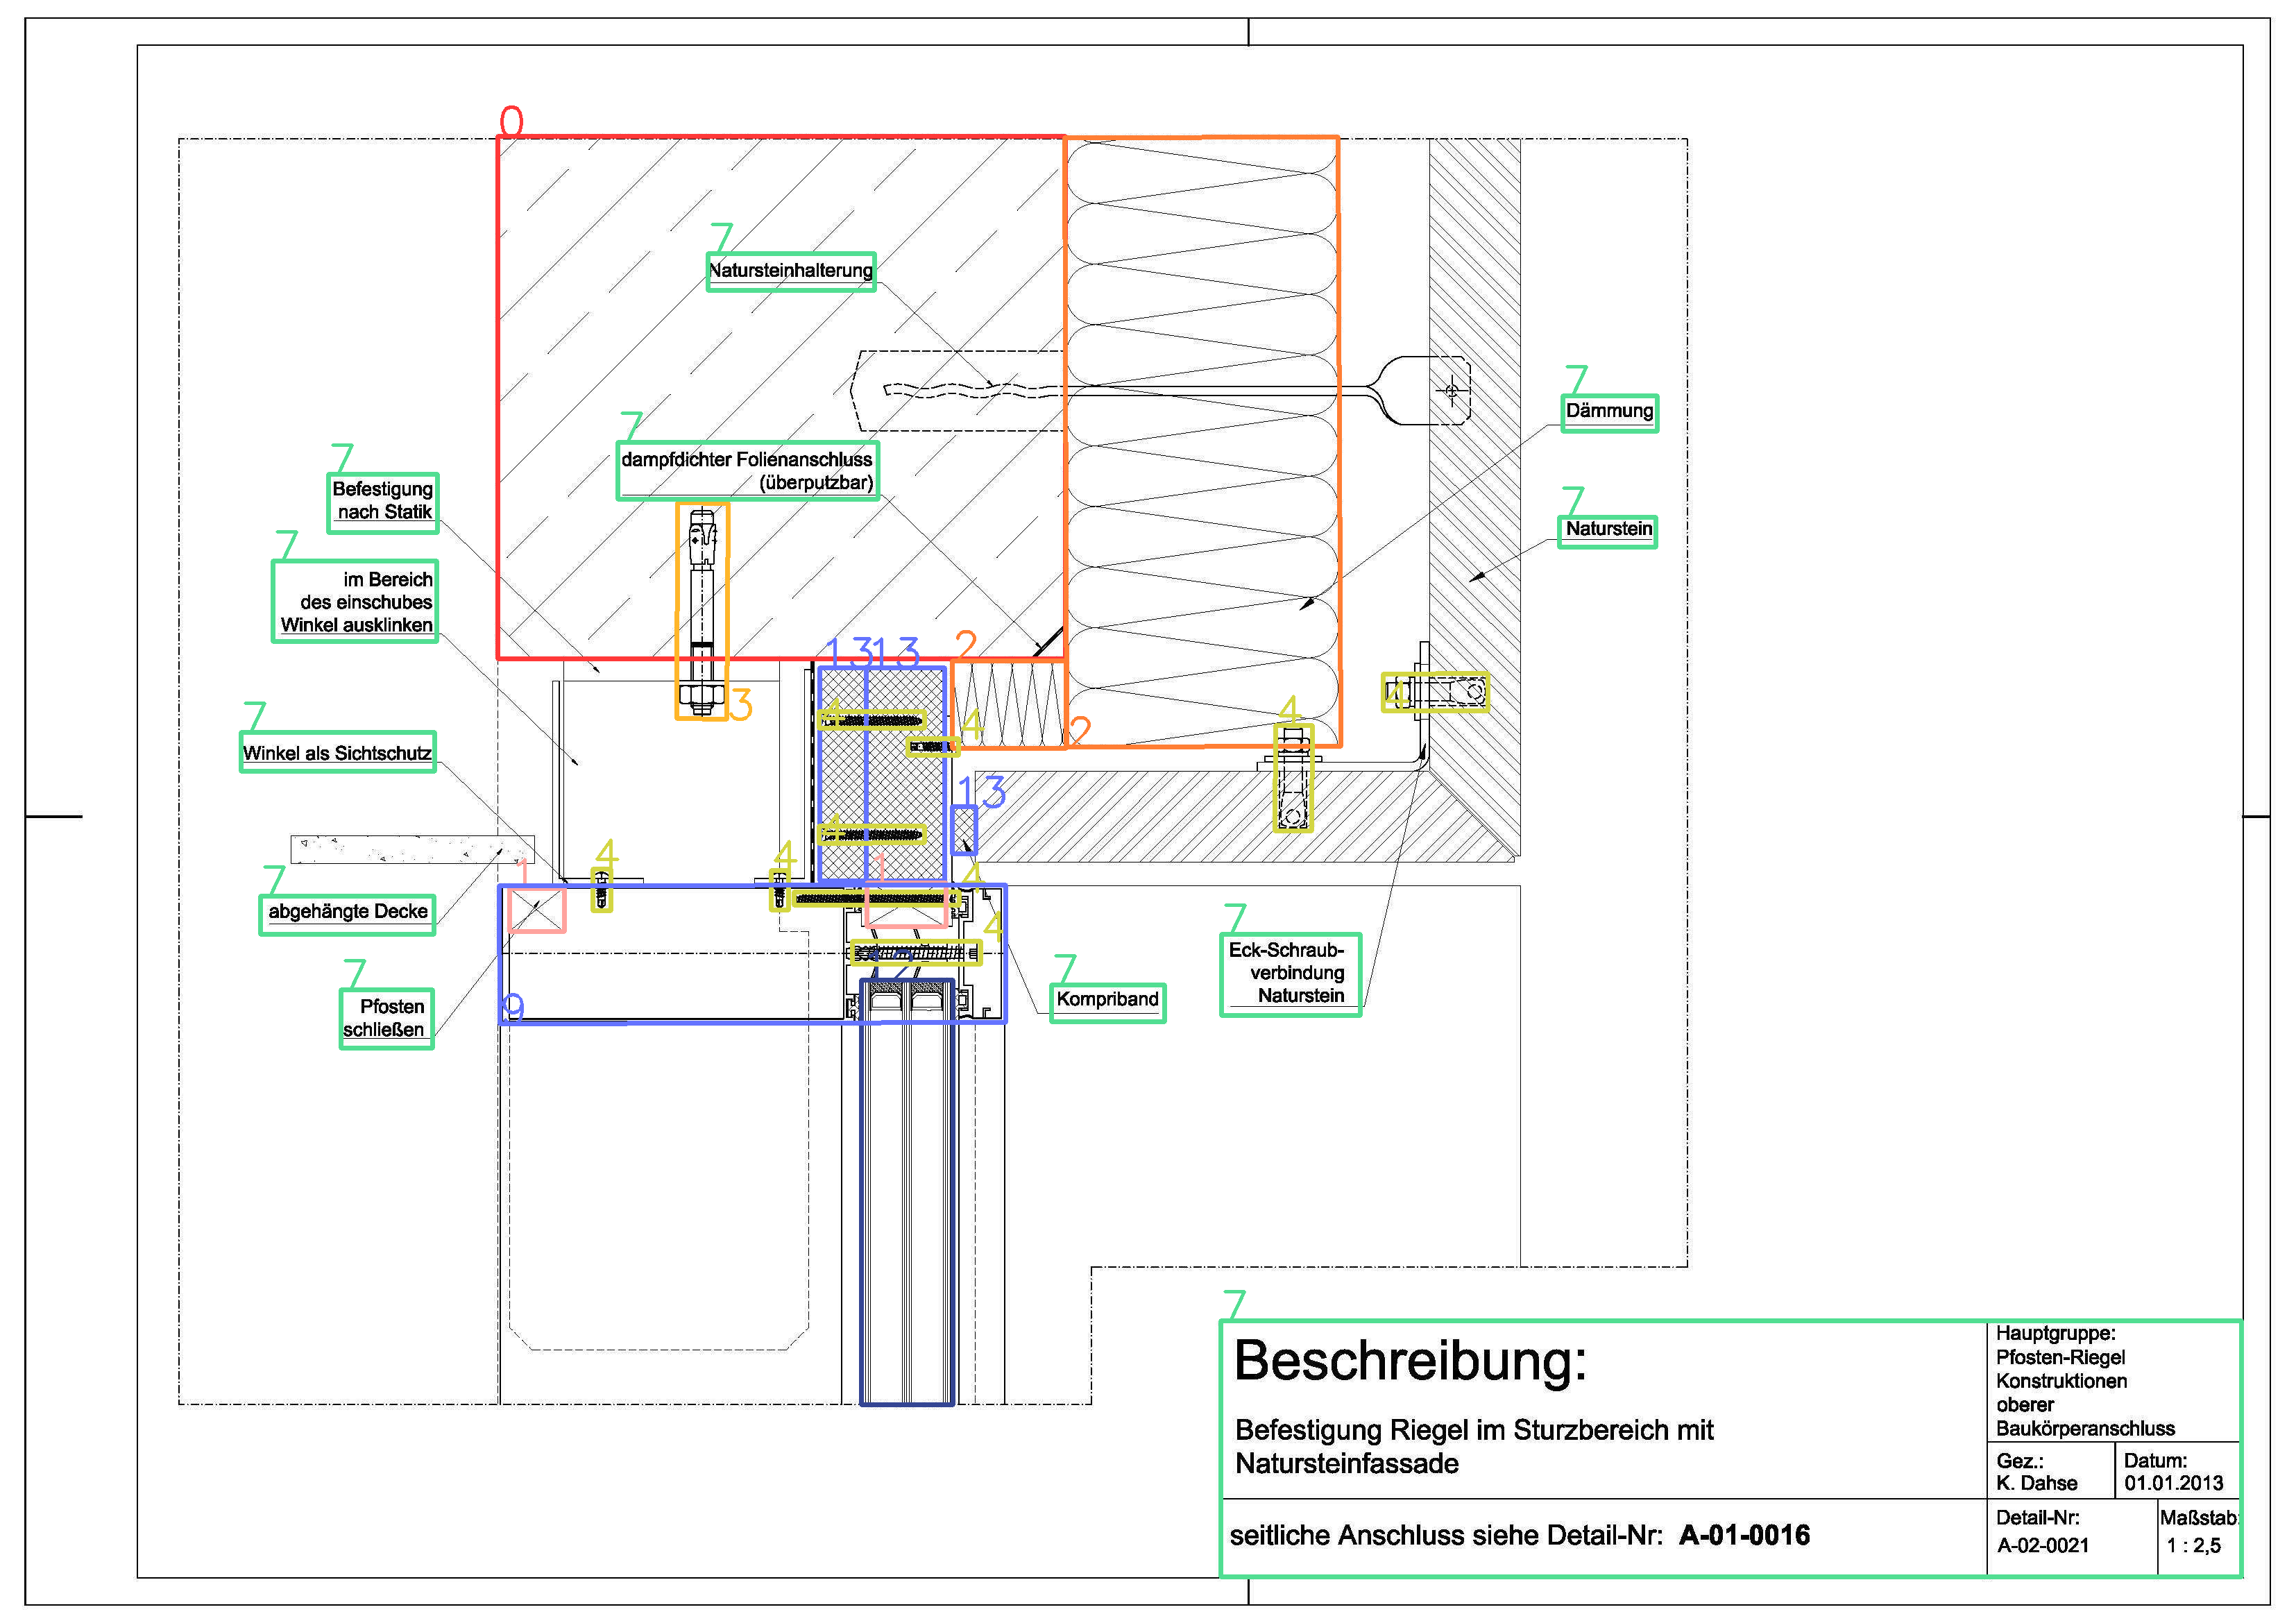 0
7
Natursteinhalterung
7
Dämmung
7
dampfdichter Folienanschluss
(überputzbar)
7
Befestigung
nach Statik
7
Naturstein
7
im Bereich
des einschubes
Winkel ausklinken
13
13
2
3
2
4
4
4
4
7
Winkel als Sichtschutz
13
4
4
4
1
1
4
7
abgehängte Decke
4
7
Eck-Schraub-
verbindung
Naturstein
12
7
Pfosten
schließen
9
7
Kompriband
7
Beschreibung:
Befestigung Riegel im Sturzbereich mit
Natursteinfassade
seitliche Anschluss siehe Detail-Nr: A-01-0016
Hauptgruppe:
Pfosten-Riegel
Konstruktionen
oberer
Baukörperanschluss
Gez.:
K. Dahse
Datum:
01.01.2013
Detail-Nr:
A-02-0021
Maßstab:
1 : 2,5